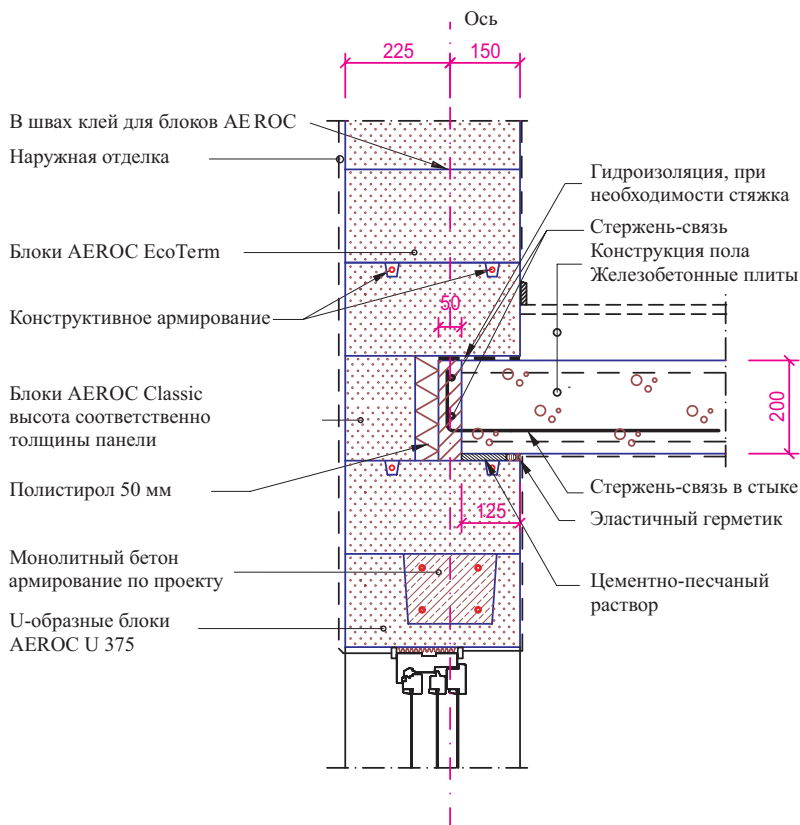 Ось
225
150
В швах клей для блоков AEROC
Наружная отделка
Блоки AEROC EcoTerm
Конструктивное армирование
Блоки AEROC Classic
высота соответственно
толщины панели
Полистирол 50 мм
Монолитный бетон
армирование по проекту
U-образные блоки
AEROC U 375
50
125
Гидроизоляция, при
необходимости стяжка
Стержень-связь
Конструкция пола
Железобетонные плиты
200
Стержень-связь в стыке
Эластичный герметик
Цементно-песчаный
раствор